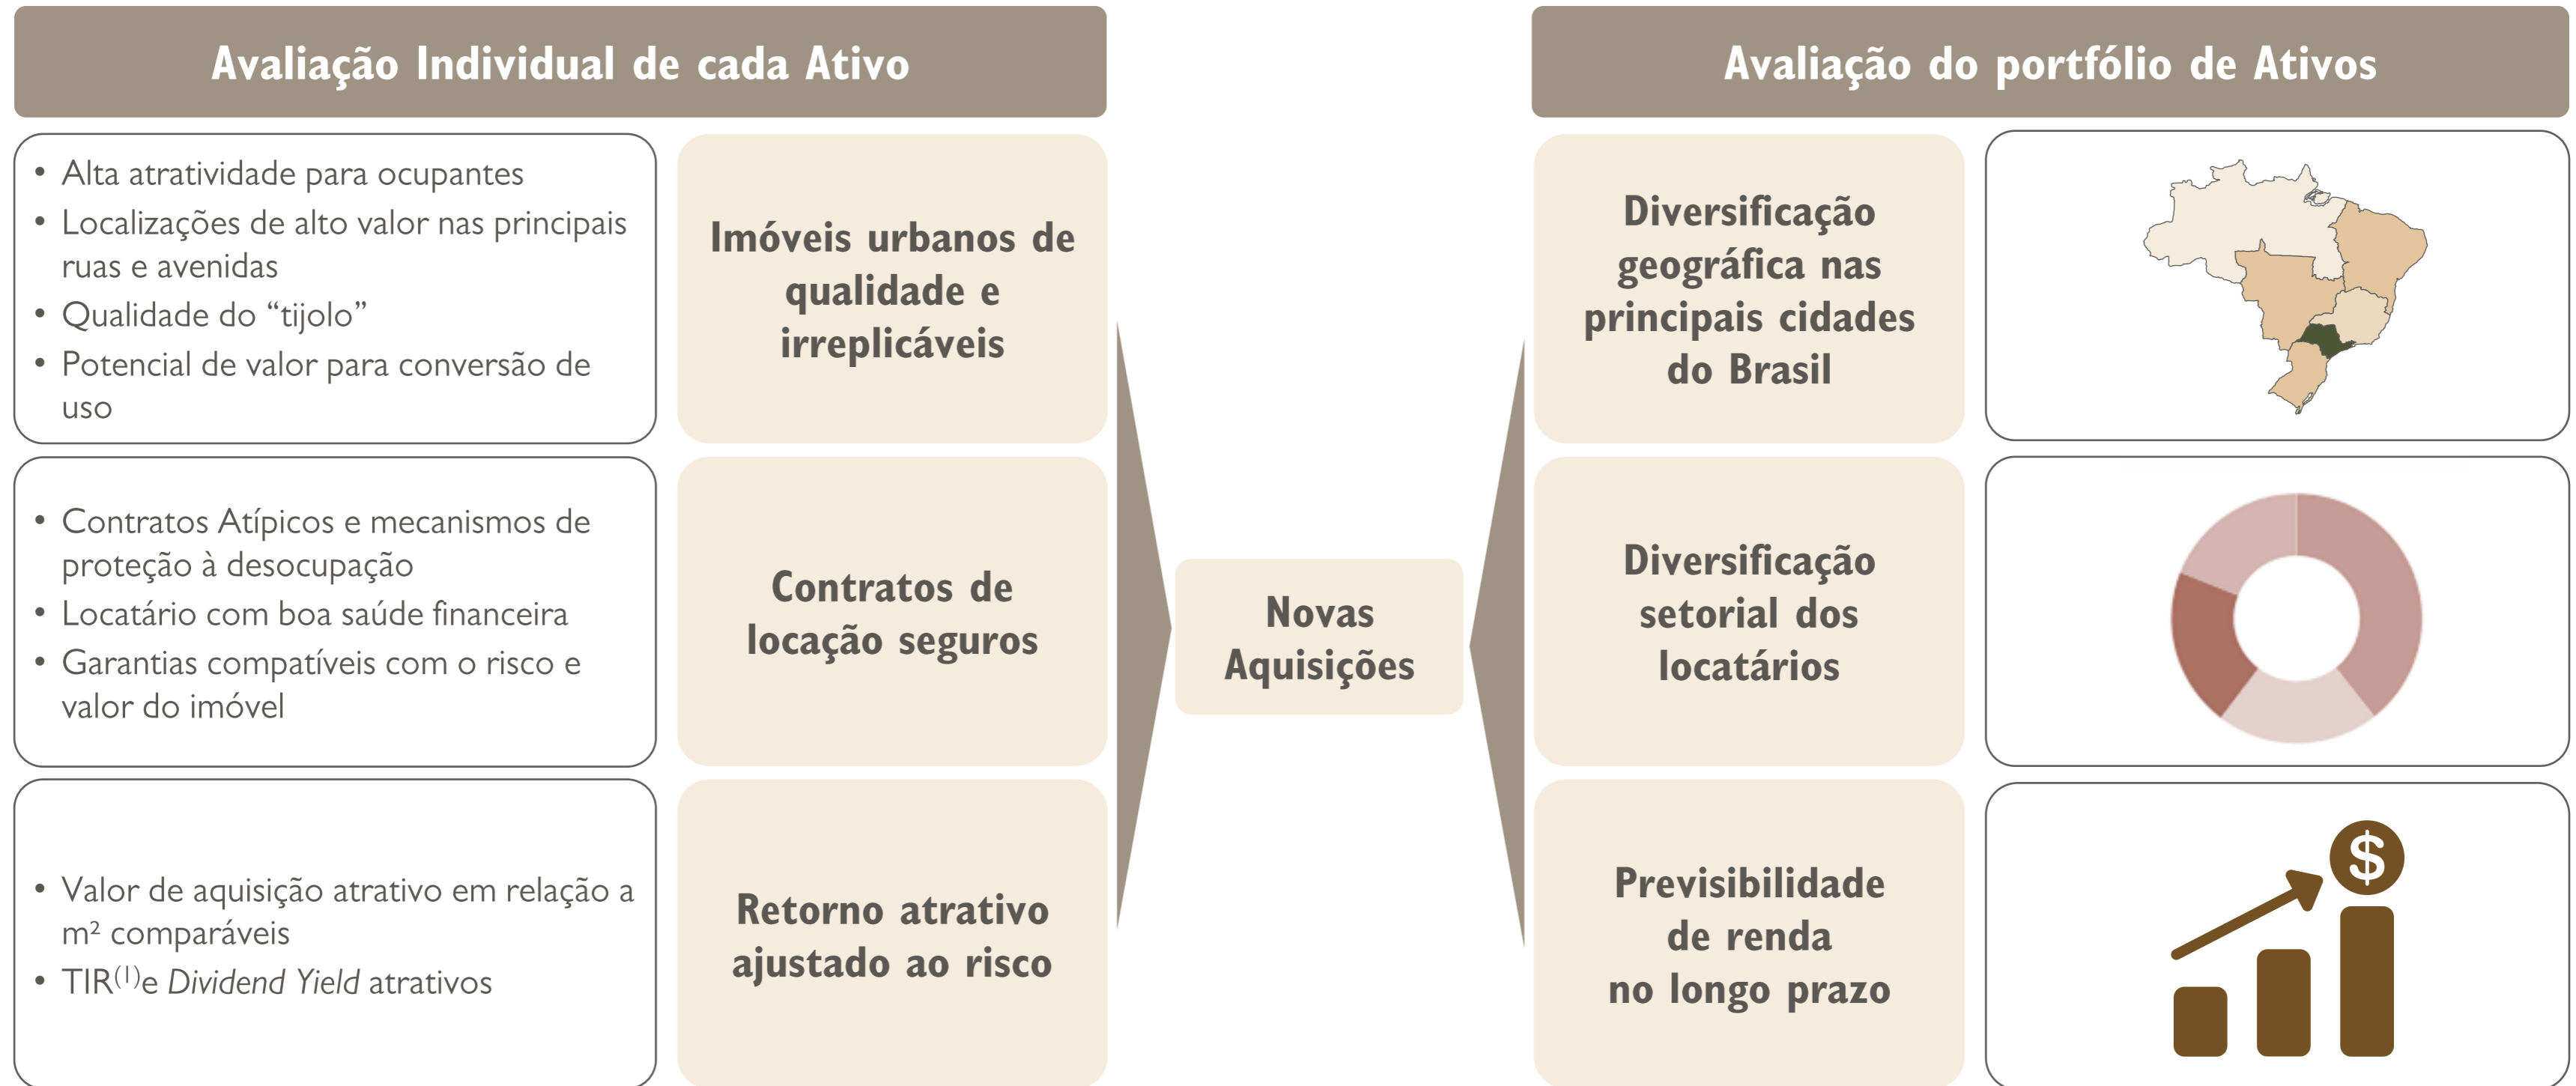 Avaliação Individual de cada Ativo
• Alta atratividade para ocupantes
• Localizações de alto valor nas principais
ruas e avenidas
• Qualidade do “tijolo”
• Potencial de valor para conversão de
uso
Imóveis urbanos de
qualidade e
irreplicáveis
• Contratos Atípicos e mecanismos de
proteção à desocupação
• Locatário com boa saúde financeira
• Garantias compatíveis com o risco e
valor do imóvel
Contratos de
locação seguros
• Valor de aquisição atrativo em relação a
m² comparáveis
• TIR⁽¹⁾e Dividend Yield atrativos
Retorno atrativo
ajustado ao risco
Novas
Aquisições
Avaliação do portfólio de Ativos
Diversificação
geográfica nas
principais cidades
do Brasil
Diversificação
setorial dos
locatários
Previsibilidade
de renda
no longo prazo
$